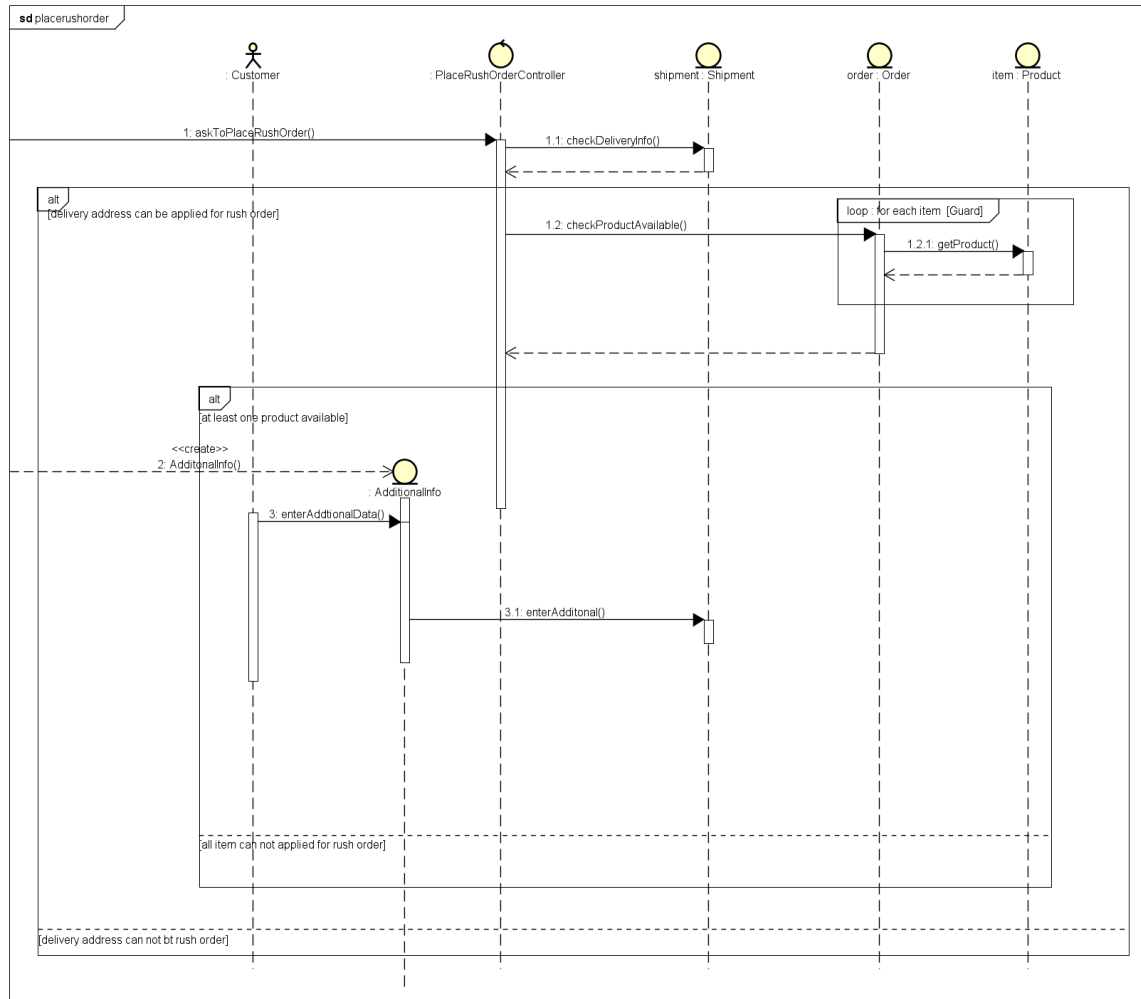 sd placerushorder
: Customer
: PlaceRushOrderController
shipment : Shipment
order : Order
item : Product
1: askToPlaceRushOrder()
1.1: checkDeliveryInfo()
alt
[delivery address can be applied for rush order]
loop : for each item [Guard]
1.2: checkProductAvailable()
1.2.1: getProduct()
alt
[at least one product available]
<<create>>
2: AdditonalInfo()
: AdditionalInfo
3: enterAddtionalData()
3.1: enterAdditonal()
[all item can not applied for rush order]
[delivery address can not bt rush order]